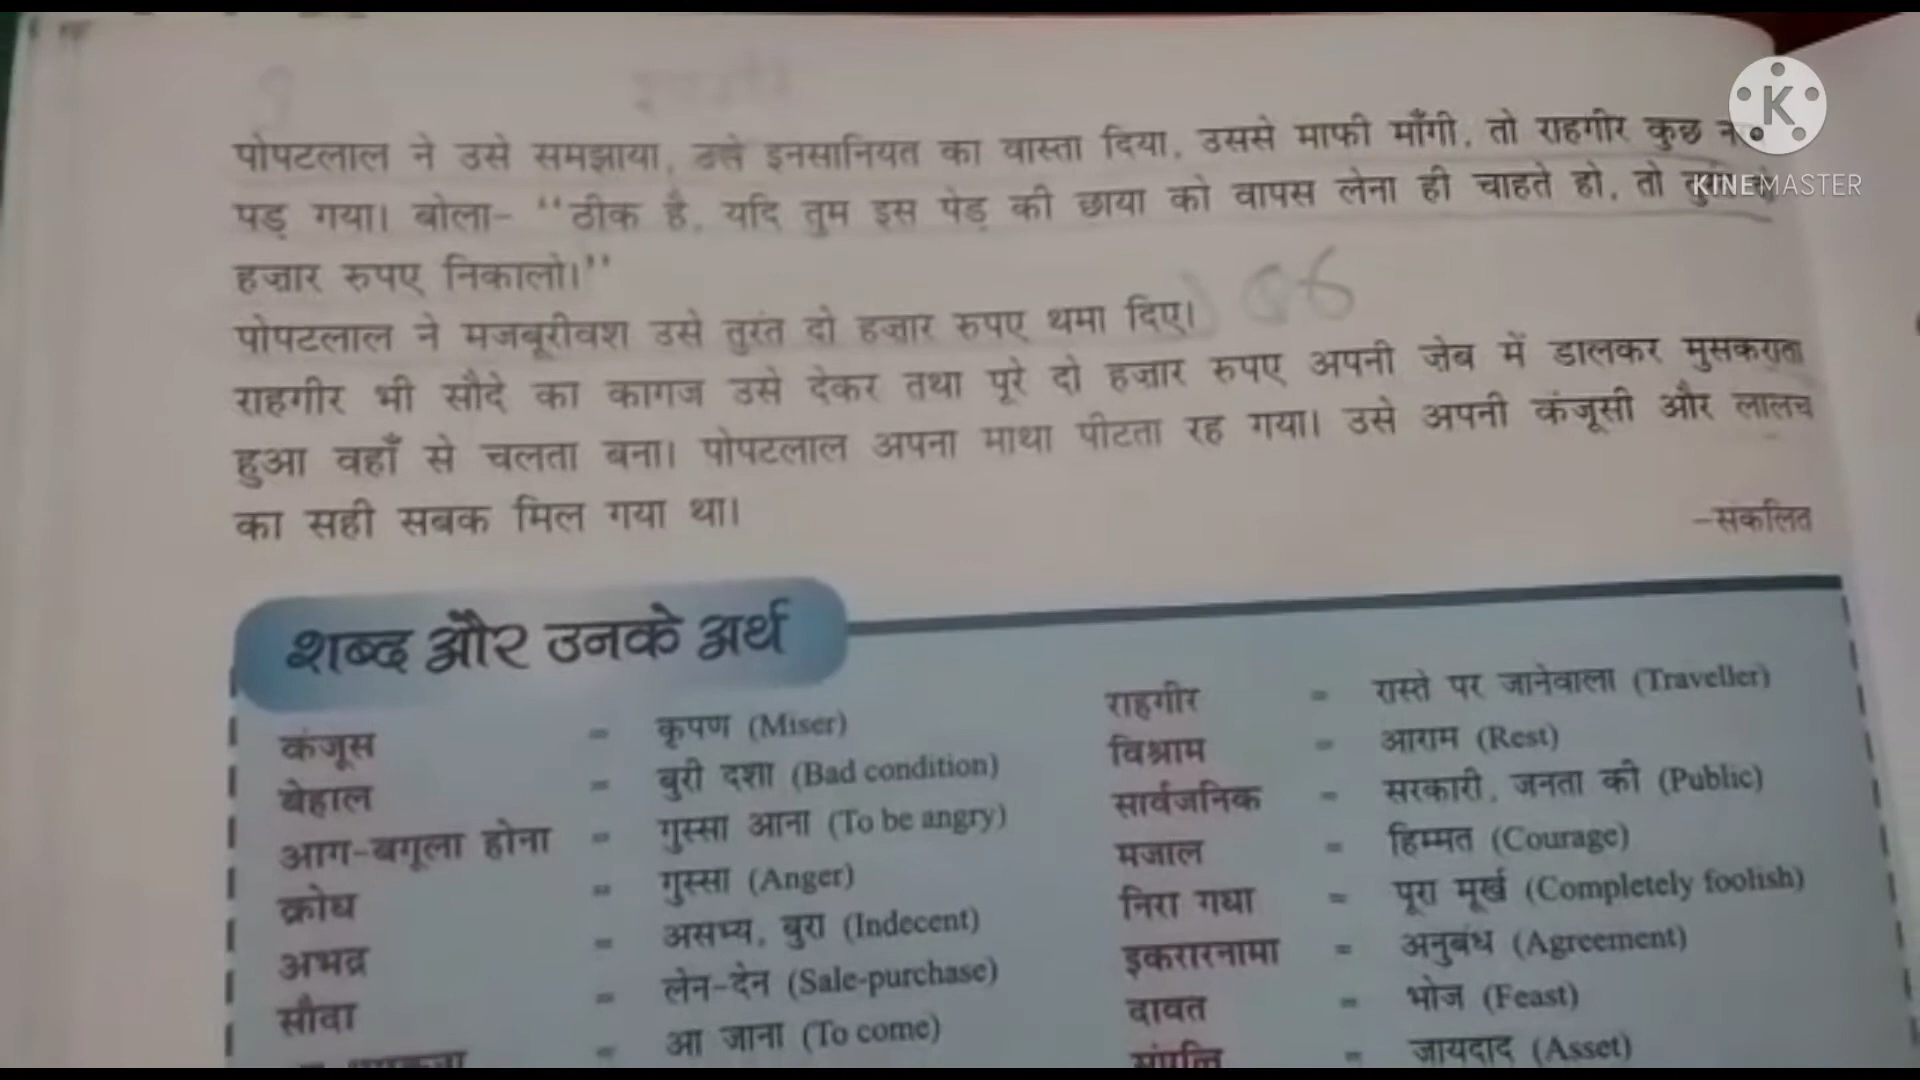 पोपटलाल ने उसे समझाया, उसे इनसानियत का वास्ता दिया, उससे माफी माँगी, तो राहगीर कुछ
पड़ गया। बोला- “ठीक है, यदि तुम इस पेड़ की छाया को वापस लेना ही चाहते हो, तो
हज़ार रुपए निकालो।”
पोपटलाल ने मजबूरीवश उसे तुरंत दो हज़ार रुपए थमा दिए।
राहगीर भी सौदे का कागज उसे देकर तथा पूरे दो हज़ार रुपए अपनी ज़ेब में डालकर मुसकराता
हुआ वहाँ से चलता बना। पोपटलाल अपना माथा पीटता रह गया। उसे अपनी कंजूसी और लालच
का सही सबक मिल गया था।
-संकलित
शब्द और उनके अर्थ
कंजूस = कृपण (Miser)
बेहाल = बुरी दशा (Bad condition)
आग-बगूला होना = गुस्सा आना (To be angry)
क्रोध = गुस्सा (Anger)
अभद्र = असभ्य, बुरा (Indecent)
सौदा = लेन-देन (Sale-purchase)
= आ जाना (To come)
राहगीर = रास्ते पर जानेवाला (Traveller)
विश्राम = आराम (Rest)
सार्वजनिक = सरकारी, जनता की (Public)
मजाल = हिम्मत (Courage)
निरा गधा = पूरा मूर्ख (Completely foolish)
इकरारनामा = अनुबंध (Agreement)
दावत = भोज (Feast)
संपत्ति = जायदाद (Asset)
K
KINEMASTER